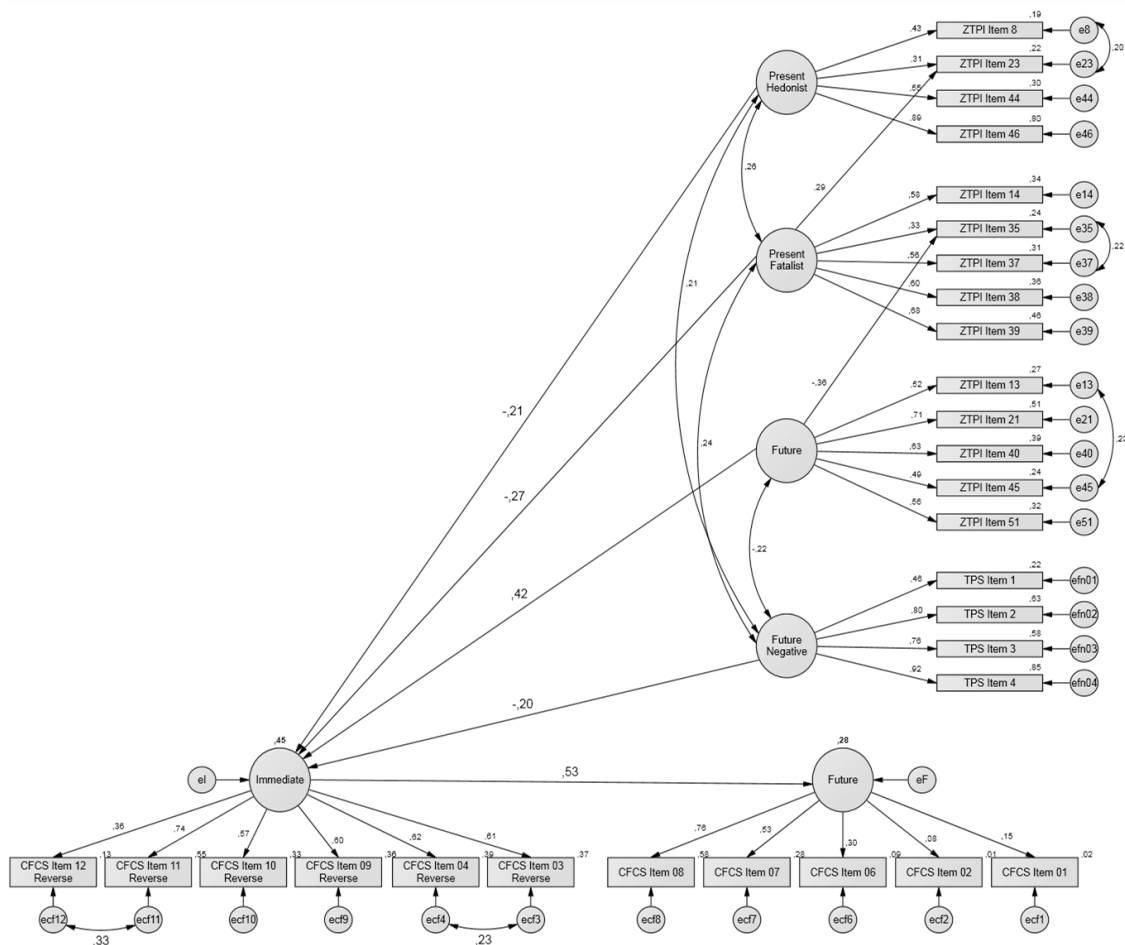 ,19
,43
ZTPI Item 8
e8
,20
,22
,31
ZTPI Item 23
e23
Present
Hedonist
,30
,55
ZTPI Item 44
e44
,80
,89
ZTPI Item 46
e46
,26
,29
,34
,58
ZTPI Item 14
e14
,24
,33
ZTPI Item 35
e35
,22
Present
Fatalist
,31
,56
ZTPI Item 37
e37
,36
,60
ZTPI Item 38
e38
,46
,68
ZTPI Item 39
e39
,21
-,36
,27
,52
ZTPI Item 13
e13
,51
,71
ZTPI Item 21
e21
,23
-,21
,24
Future
,39
,63
ZTPI Item 40
e40
,24
,49
ZTPI Item 45
e45
-,27
,32
,56
ZTPI Item 51
e51
-,22
,42
,22
,46
TPS Item 1
efn01
,63
,80
TPS Item 2
efn02
Future
Negative
,58
,76
TPS Item 3
efn03
,85
,92
TPS Item 4
efn04
-,20
,45
,28
eI
Immediate
,53
Future
eF
,36
,74
,57
,60
,62
,61
,76
,53
,30
,08
,15
,13
,55
,33
,36
,39
,37
,58
,28
,09
,01
,02
CFCS Item 12
Reverse
CFCS Item 11
Reverse
CFCS Item 10
Reverse
CFCS Item 09
Reverse
CFCS Item 04
Reverse
CFCS Item 03
Reverse
CFCS Item 08
CFCS Item 07
CFCS Item 06
CFCS Item 02
CFCS Item 01
ecf12
ecf11
ecf10
ecf9
ecf4
ecf3
ecf8
ecf7
ecf6
ecf2
ecf1
,33
,23